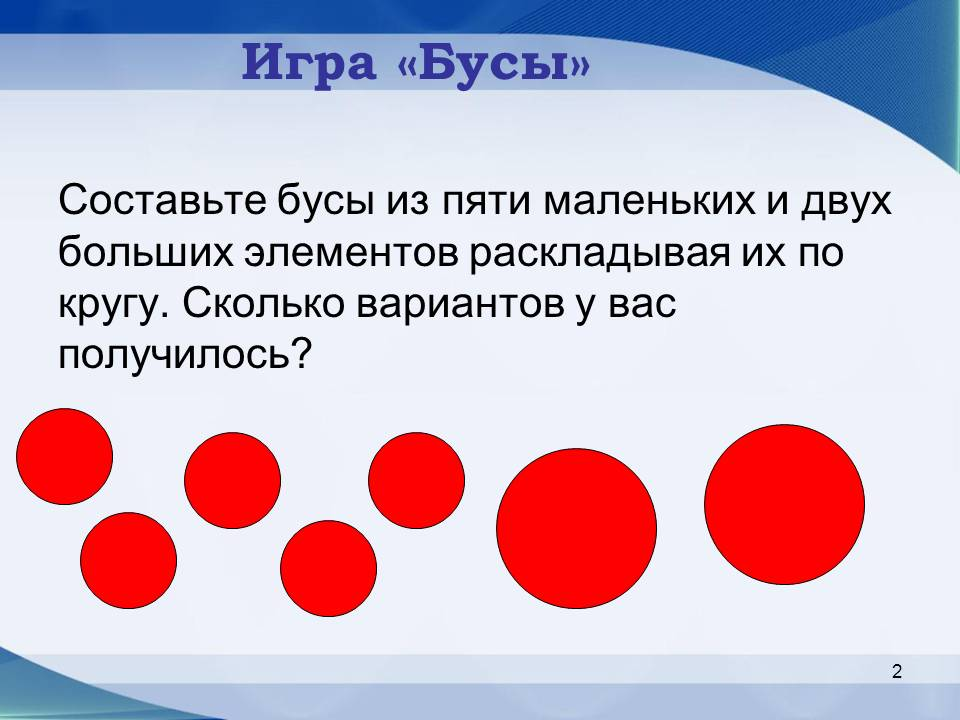 Игра «Бусы»
Составьте бусы из пяти маленьких и двух
больших элементов раскладывая их по
кругу. Сколько вариантов у вас
получилось?
2